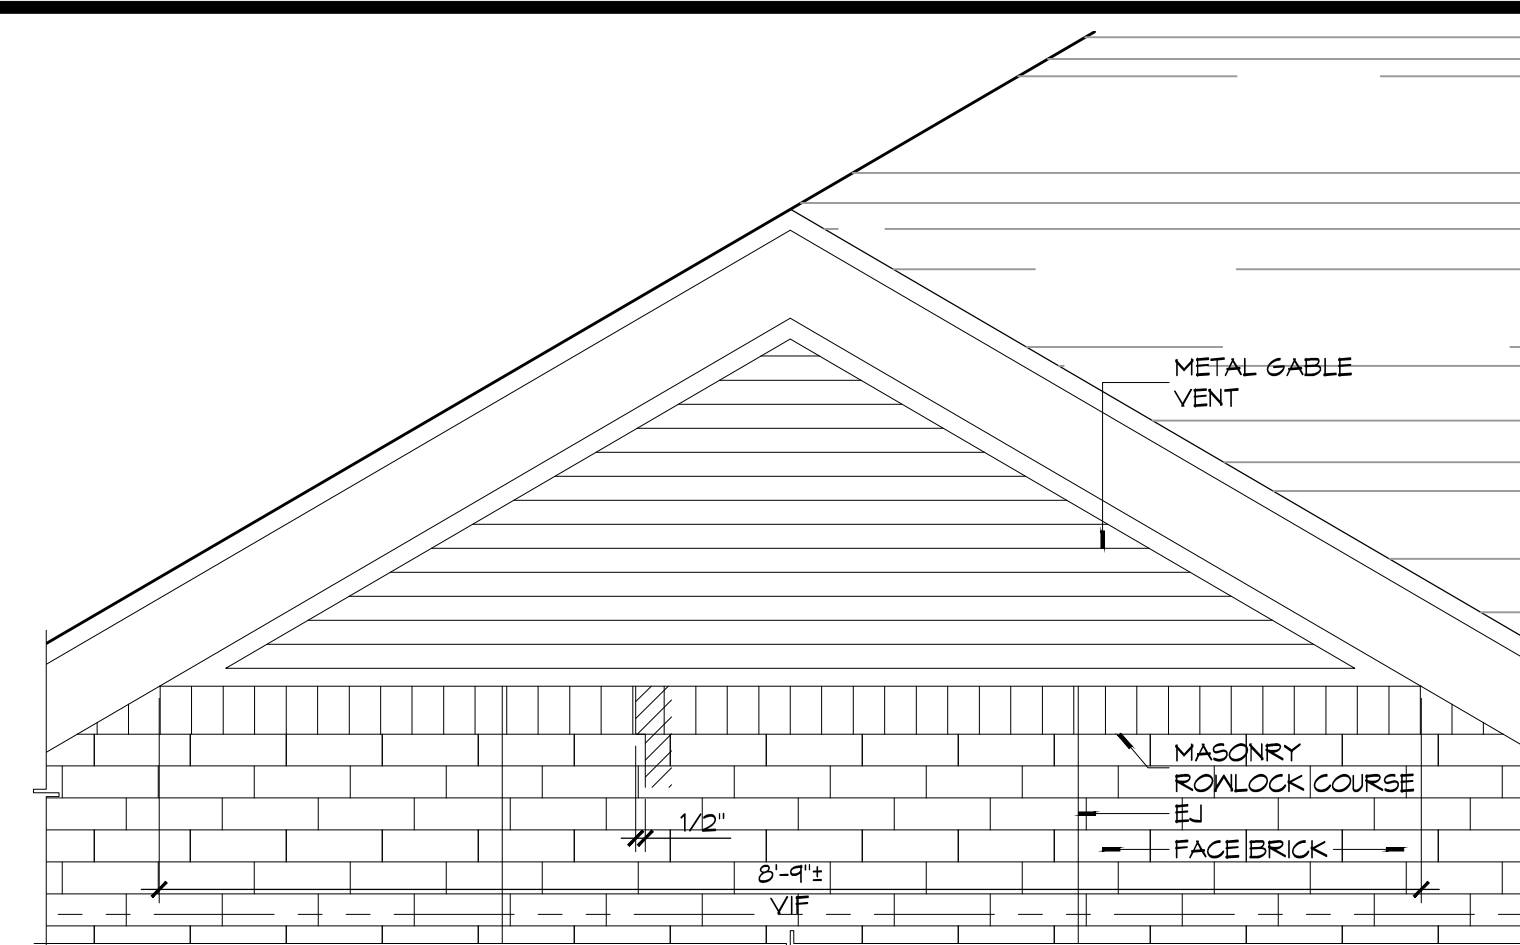 METAL GABLE
VENT
MASONRY
ROWLOCK COURSE
EJ
1/2"
FACE BRICK
8'-9"±
VIF